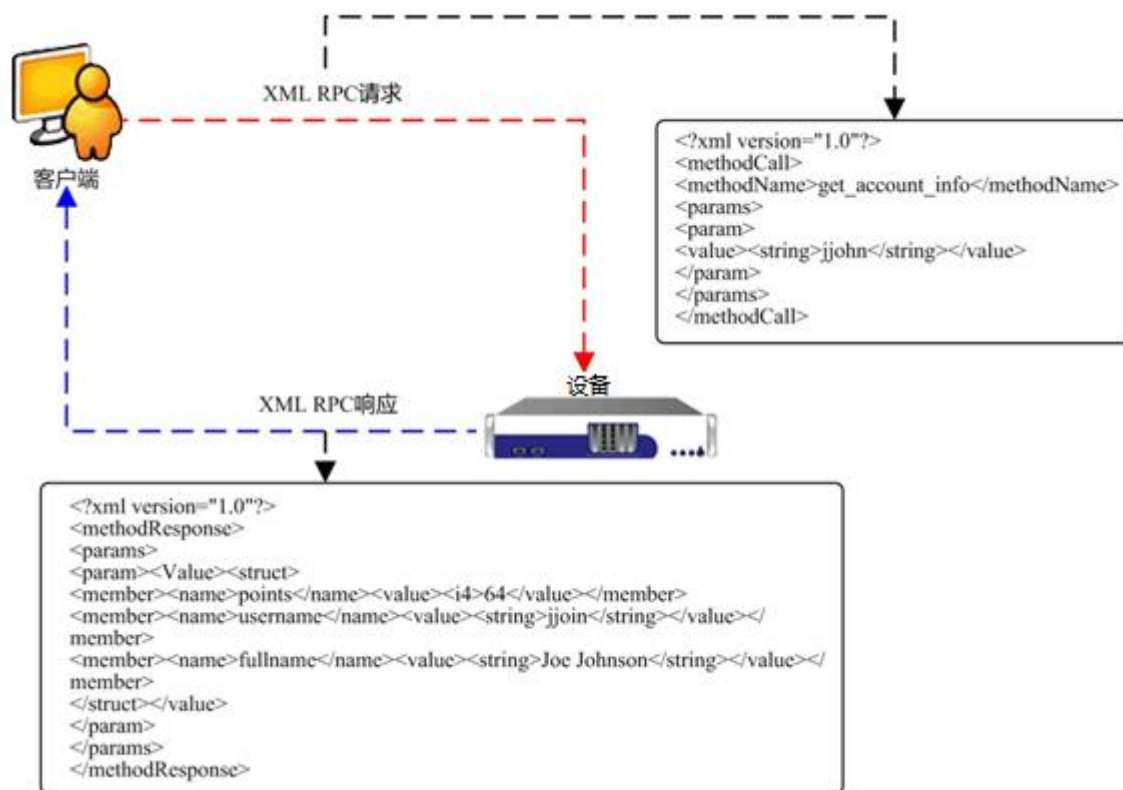 XML RPC请求
客户端
<?xml version="1.0"?>
<methodCall>
<methodName>get_account_info</methodName>
<params>
<param>
<value><string>jjohn</string></value>
</param>
</params>
</methodCall>
设备
XML RPC响应
<?xml version="1.0"?>
<methodResponse>
<params>
<param><Value><struct>
<member><name>points</name><value><i4>64</value></member>
<member><name>username</name><value><string>jjoin</string></value></
member>
<member><name>fullname</name><value><string>Joe Johnson</string></value></
member>
</struct></value>
</param>
</params>
</methodResponse>